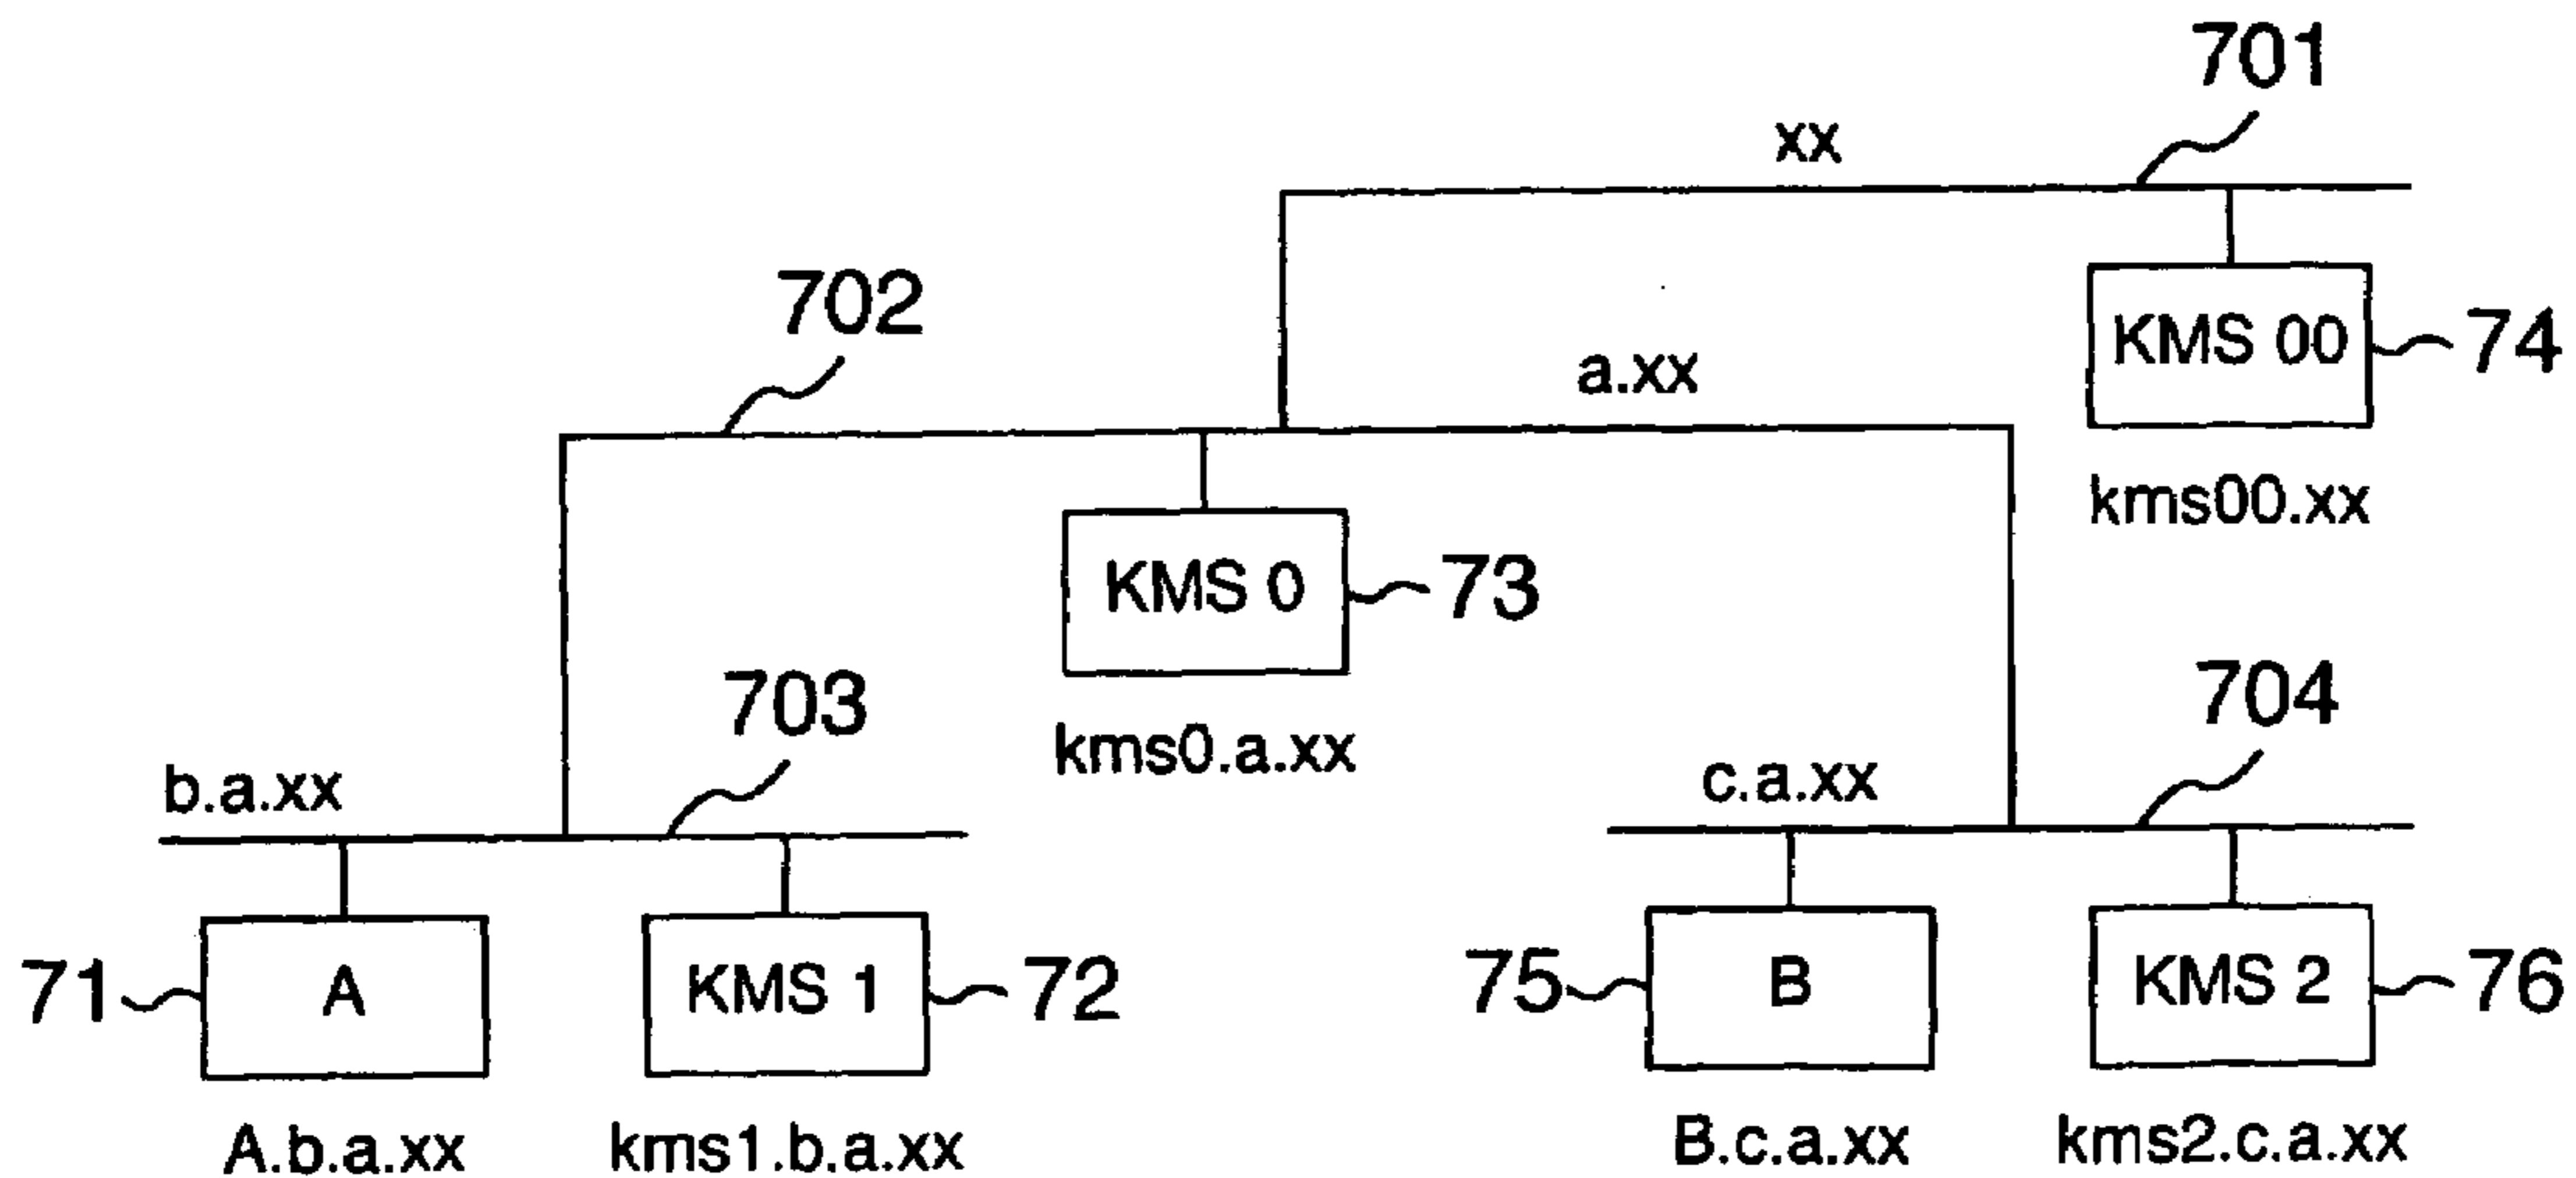 701
xx
702
KMS 00
74
a.xx
kms00.xx
KMS 0
73
703
kms0.a.xx
704
b.a.xx
c.a.xx
71
A
KMS 1
72
75
B
KMS 2
76
A.b.a.xx
kms1.b.a.xx
B.c.a.xx
kms2.c.a.xx